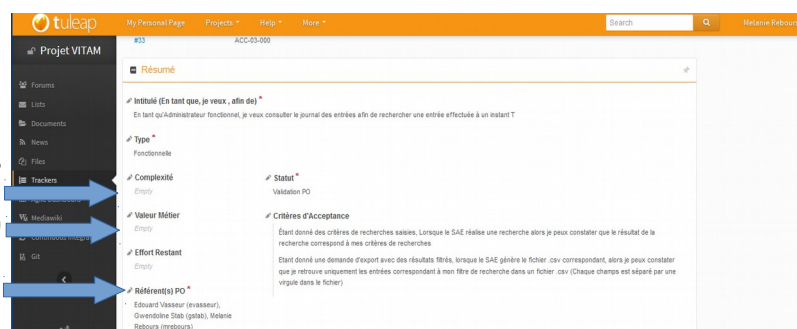 tuleap My Personal Page Projects Help More Search Melanie Rebours
Projet VITAM
#33 ACC-03-000
Résumé
Forums
Lists
Documents
News
Files
Trackers
Mediawiki
Git
Intitulé (En tant que, je veux , afin de) *
En tant qu'Administrateur fonctionnel, je veux consulter le journal des entrées afin de rechercher une entrée effectuée à un instant T
Type *
Fonctionnelle
Complexité
Empty
Statut *
Validation PO
Valeur Métier
Empty
Critères d'Acceptance
Étant donné des critères de recherches saisies, Lorsque le SAE réalise une recherche alors je peux constater que le résultat de la
recherche correspond à mes critères de recherches
Etant donné une demande d'export avec des résultats filtrés, lorsque le SAE génère le fichier .csv correspondant, alors je peux constater
que je retrouve uniquement les entrées correspondant à mon filtre de recherche dans un fichier .csv (Chaque champs est séparé par une
virgule dans le fichier)
Effort Restant
Empty
Référent(s) PO *
Edouard Vasseur (evasseur),
Gwendoline Stab (gstab), Melanie
Rebours (mrebours)